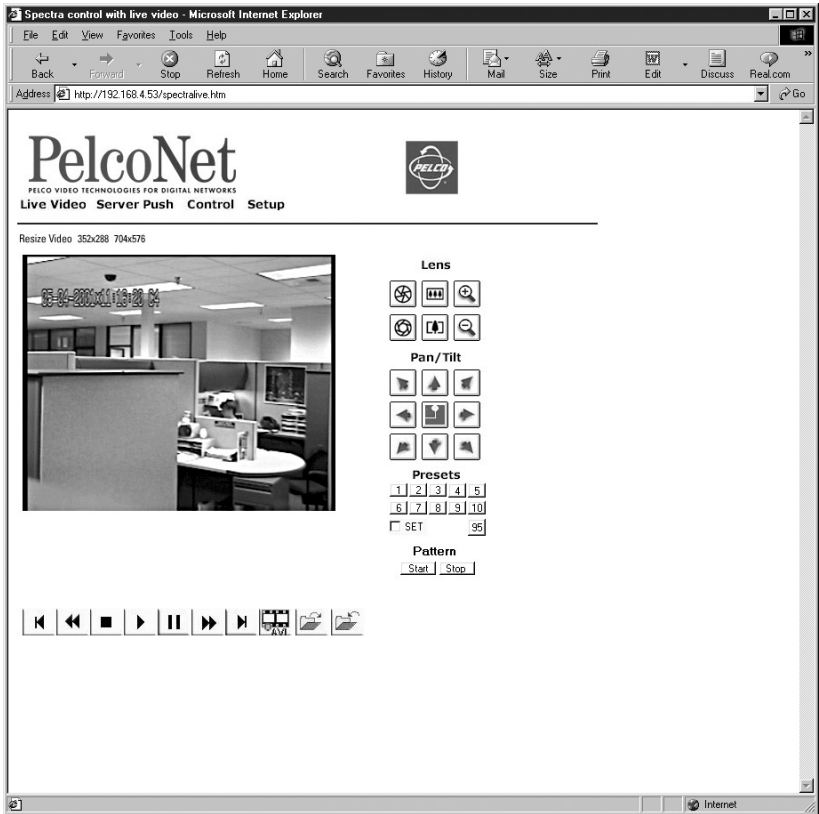 Spectra control with live video - Microsoft Internet Explorer
File Edit View Favorites Tools Help
Back Forward Stop Refresh Home Search Favorites History Mail Size Print Edit Discuss Real.com »
Address http://192.168.4.53/spectralive.htm Go
PelcoNet
PELCO
PELCO VIDEO TECHNOLOGIES FOR DIGITAL NETWORKS
Live Video Server Push Control Setup
Resize Video 352x288 704x576
Lens
Pan/Tilt
Presets
1 2 3 4 5
6 7 8 9 10
SET 95
Pattern
Start Stop
AVI
Internet